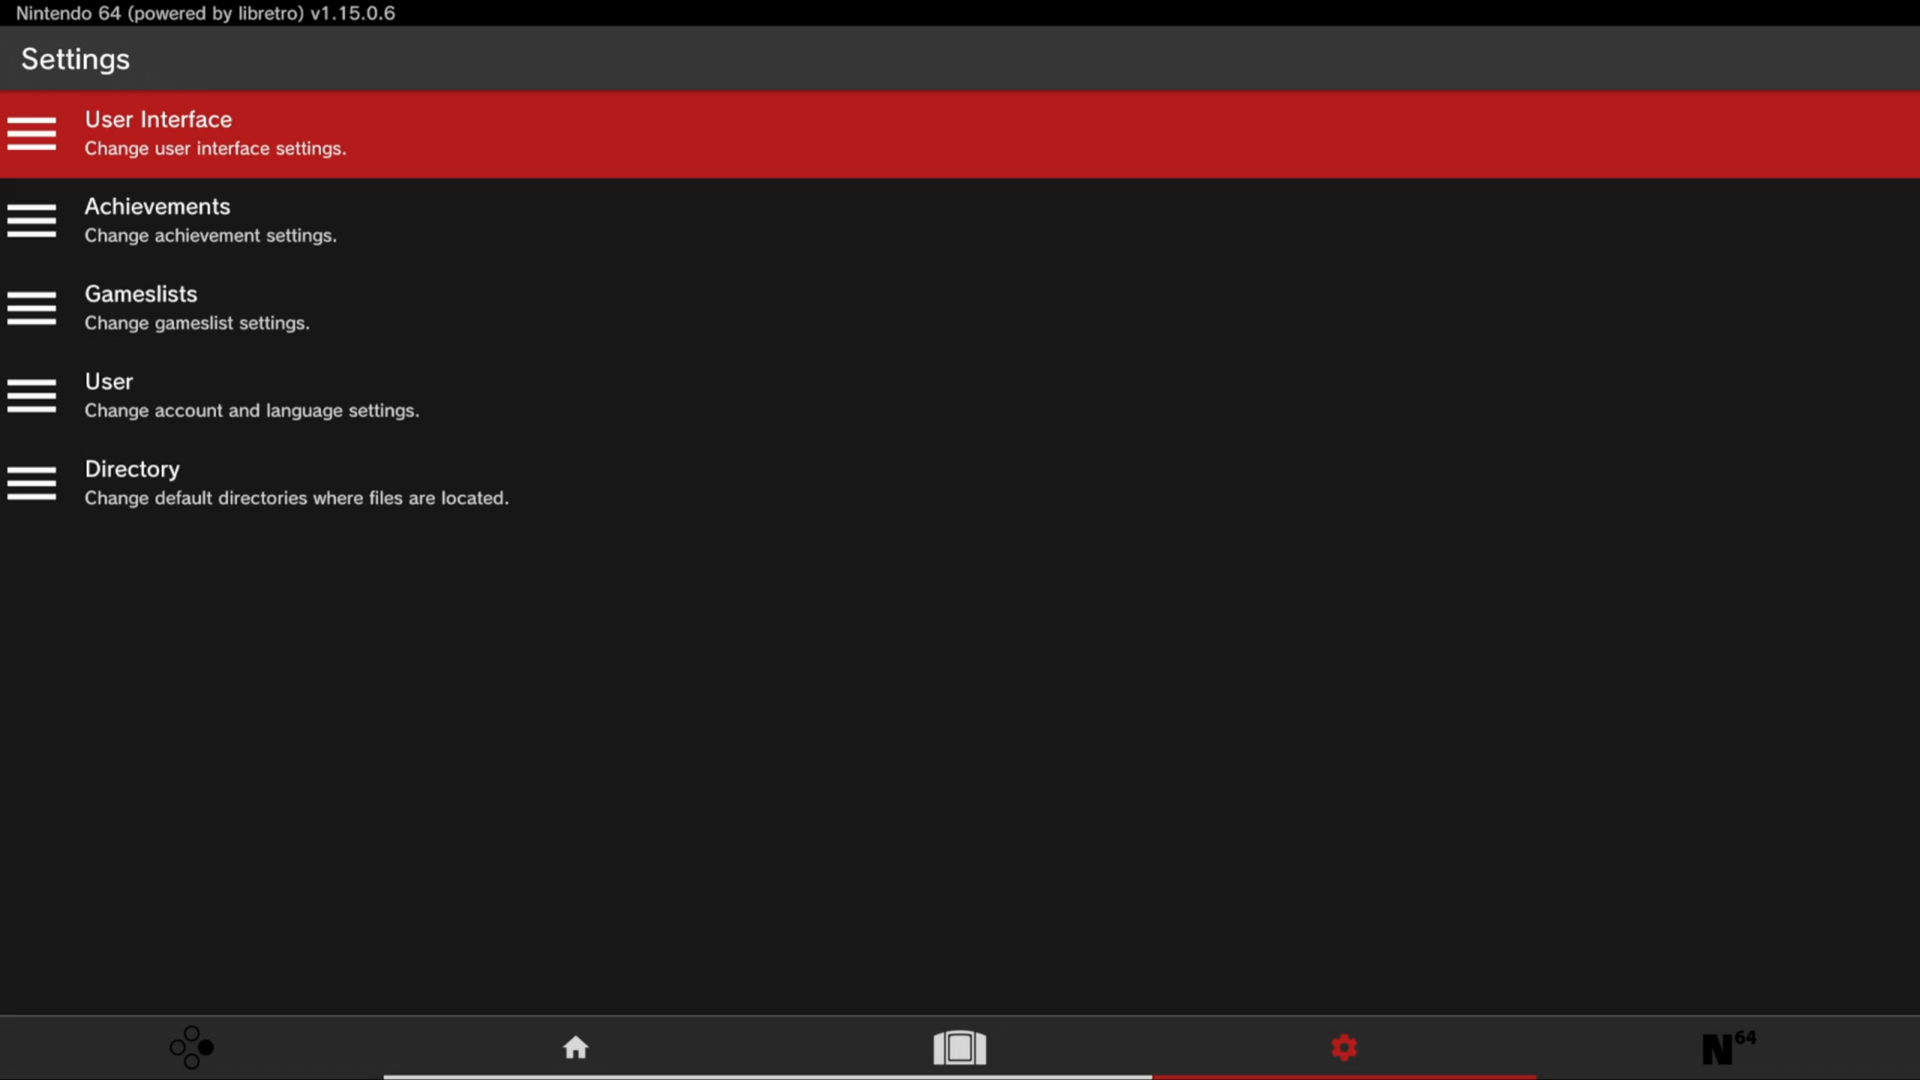 Nintendo 64 (powered by libretro) v1.15.0.6
Settings
User Interface
Change user interface settings.
Achievements
Change achievement settings.
Gameslists
Change gameslist settings.
User
Change account and language settings.
Directory
Change default directories where files are located.
N64